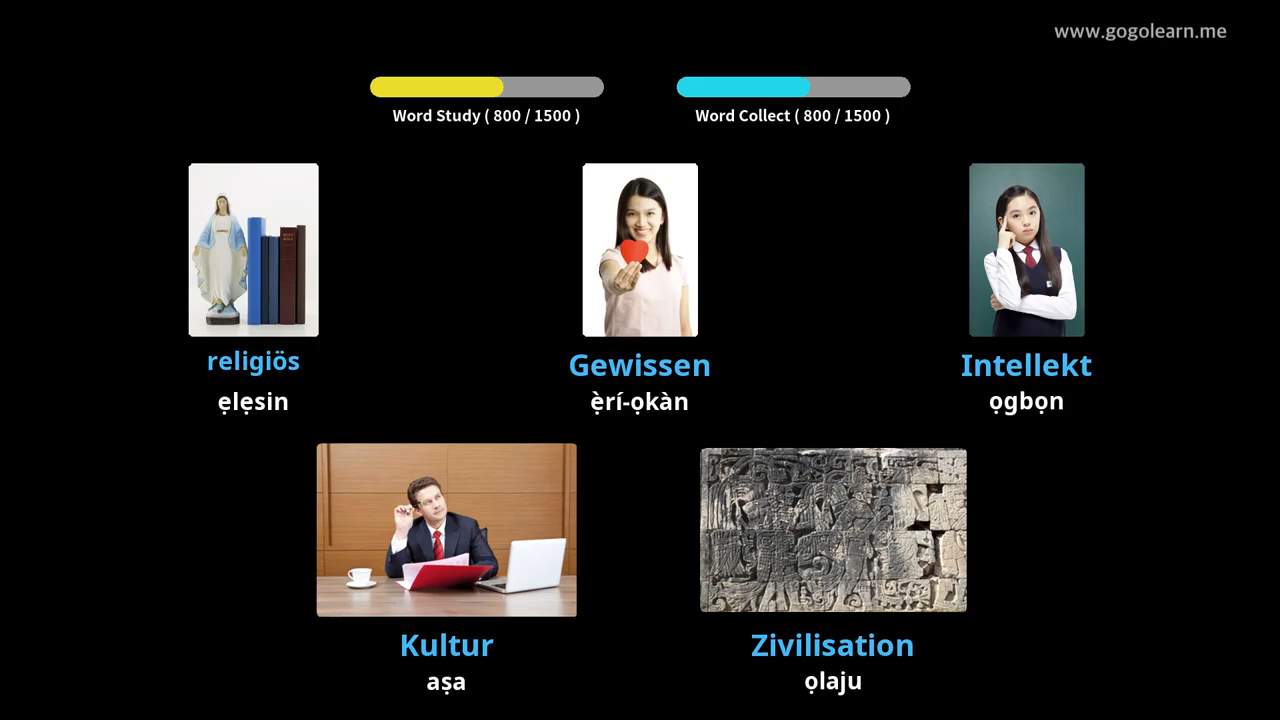 www.gogolearn.me
Word Study ( 800 / 1500 )
Word Collect ( 800 / 1500 )
religiös
Gewissen
Intellekt
ẹlẹsin
ẹ̀rí-ọkàn
ọgbọn
Kultur
Zivilisation
aṣa
ọlaju